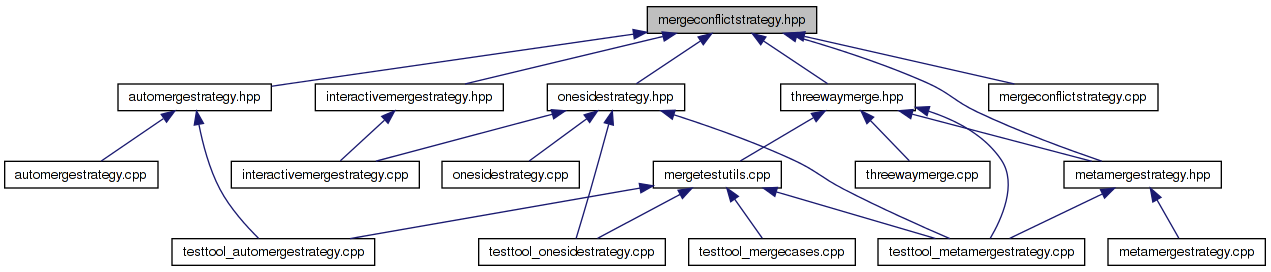 mergeconflictstrategy.hpp
automergestrategy.hpp
interactivemergestrategy.hpp
onesidestrategy.hpp
threewaymerge.hpp
mergeconflictstrategy.cpp
automergestrategy.cpp
interactivemergestrategy.cpp
onesidestrategy.cpp
mergetestutils.cpp
threewaymerge.cpp
metamergestrategy.hpp
testtool_automergestrategy.cpp
testtool_onesidestrategy.cpp
testtool_mergecases.cpp
testtool_metamergestrategy.cpp
metamergestrategy.cpp